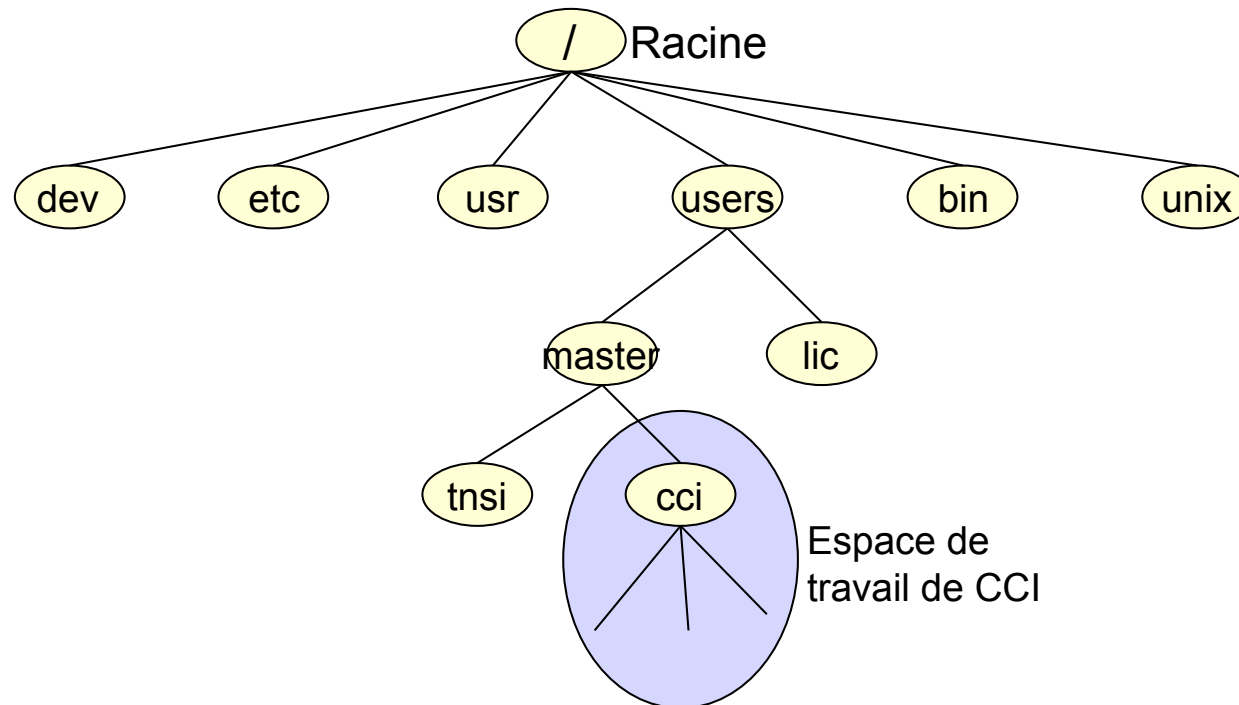 / Racine
dev etc usr users bin unix
master lic
tnsi cci
Espace de
travail de CCI